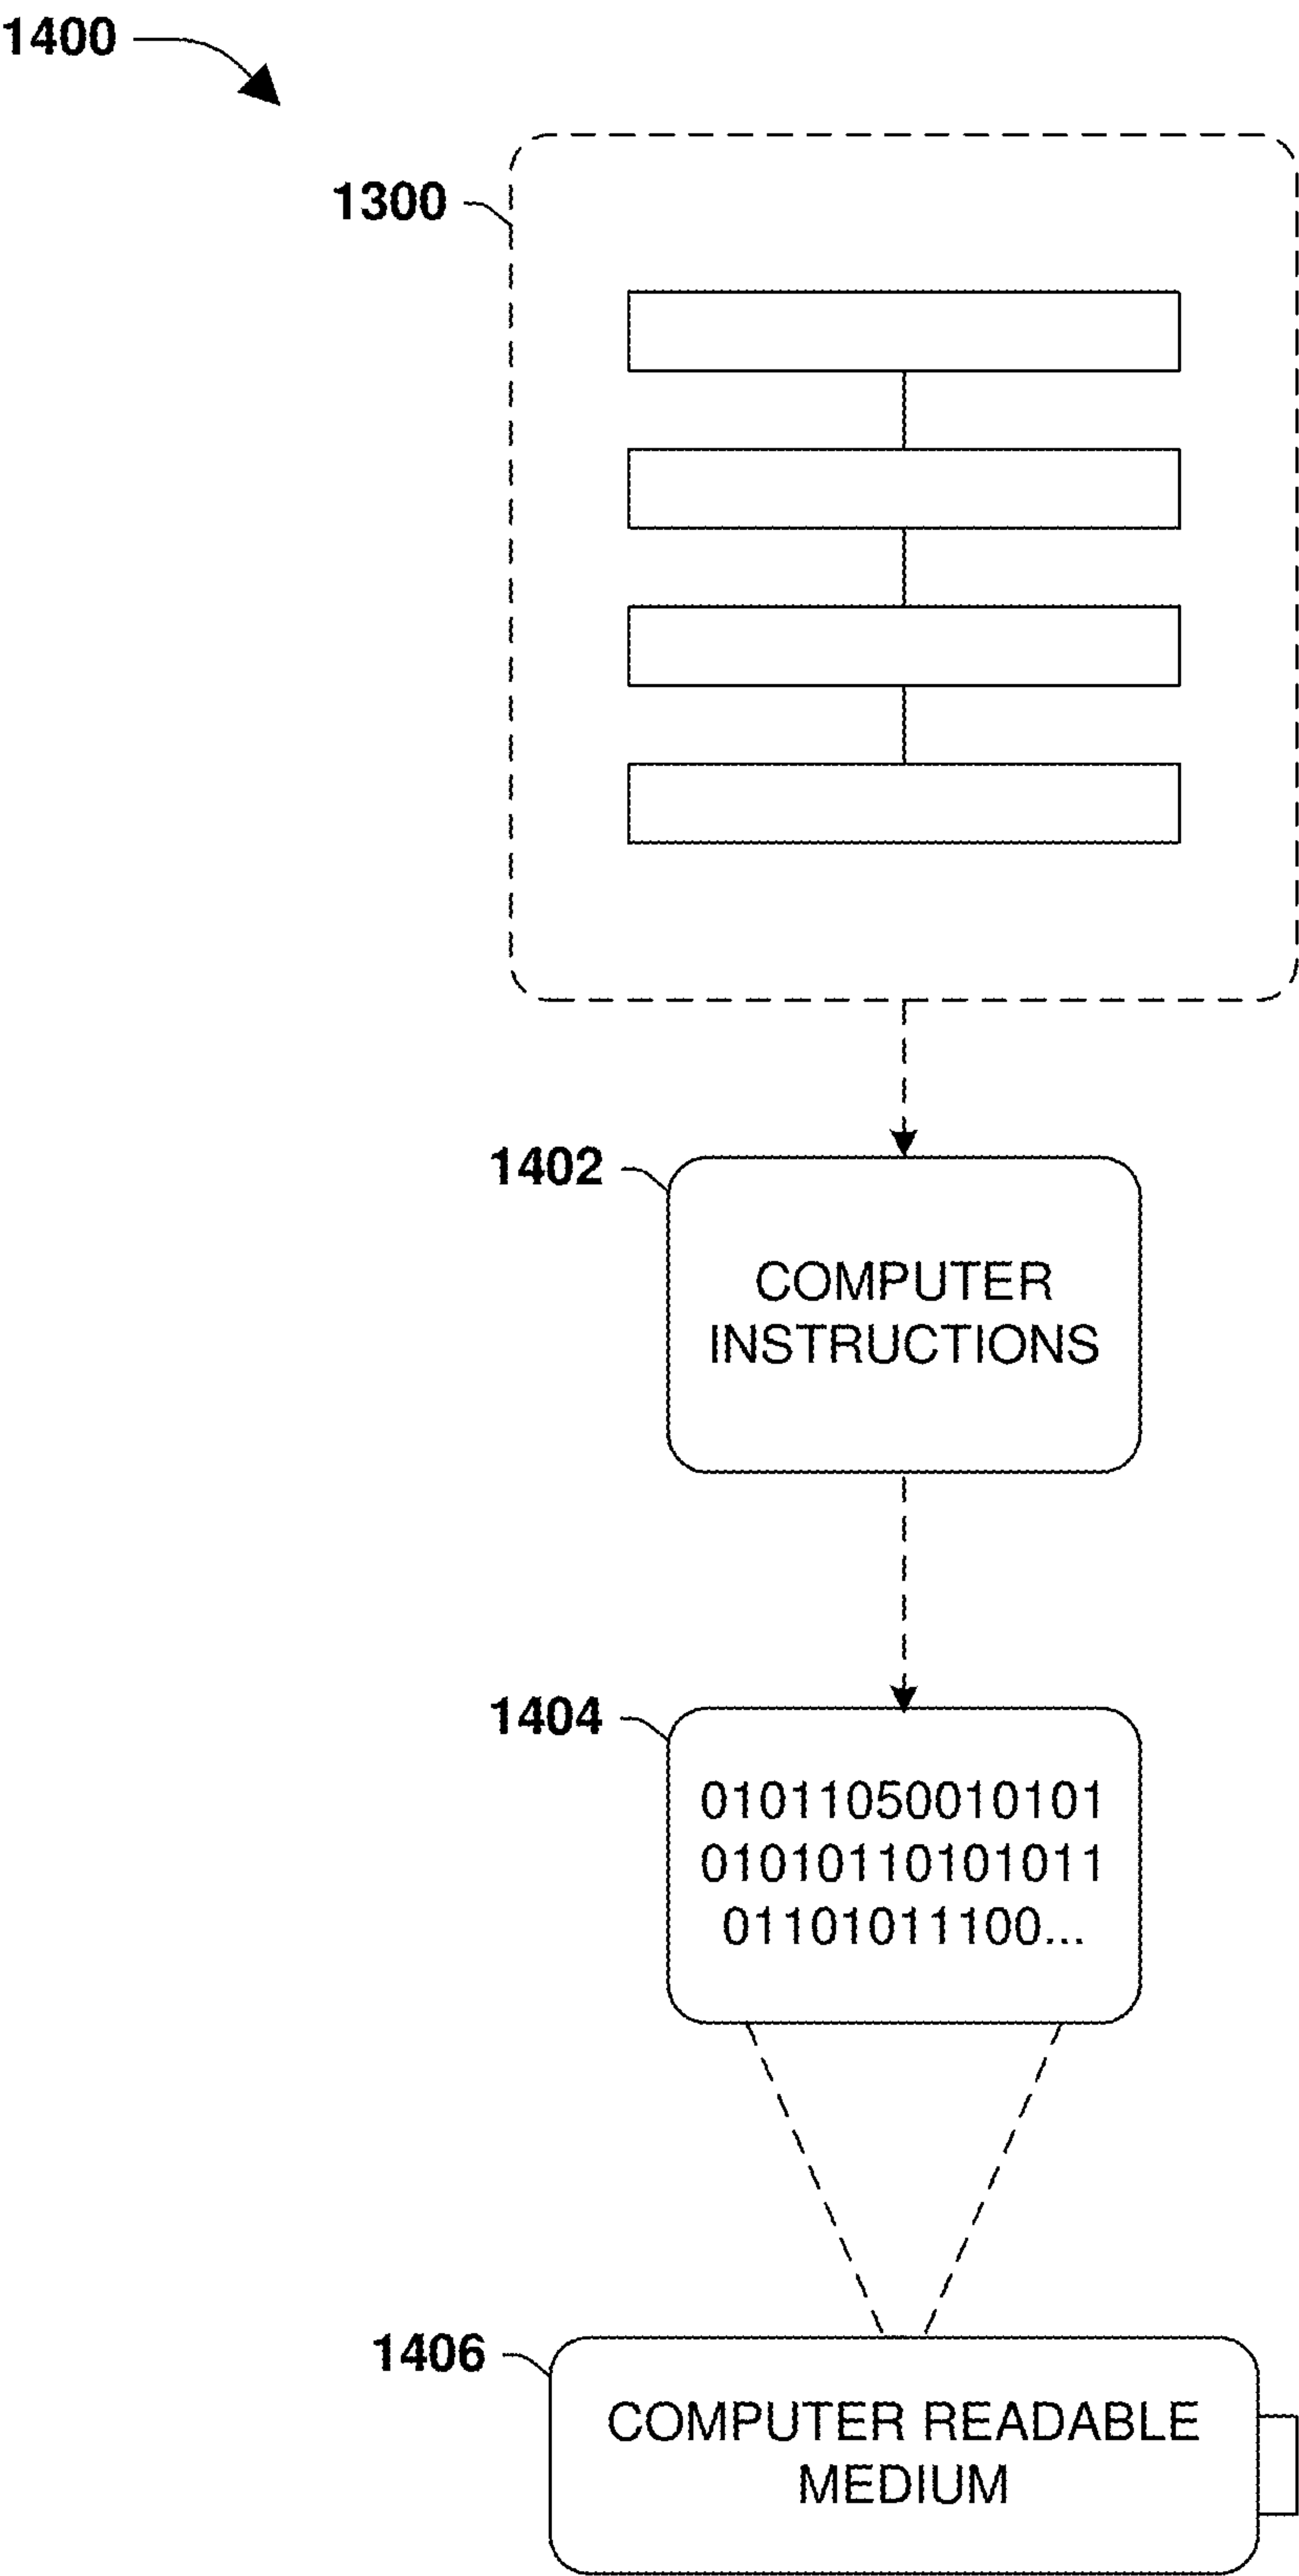 1400
1300
1402
COMPUTER
INSTRUCTIONS
1404
01011050010101
01010110101011
01101011100...
1406
COMPUTER READABLE
MEDIUM